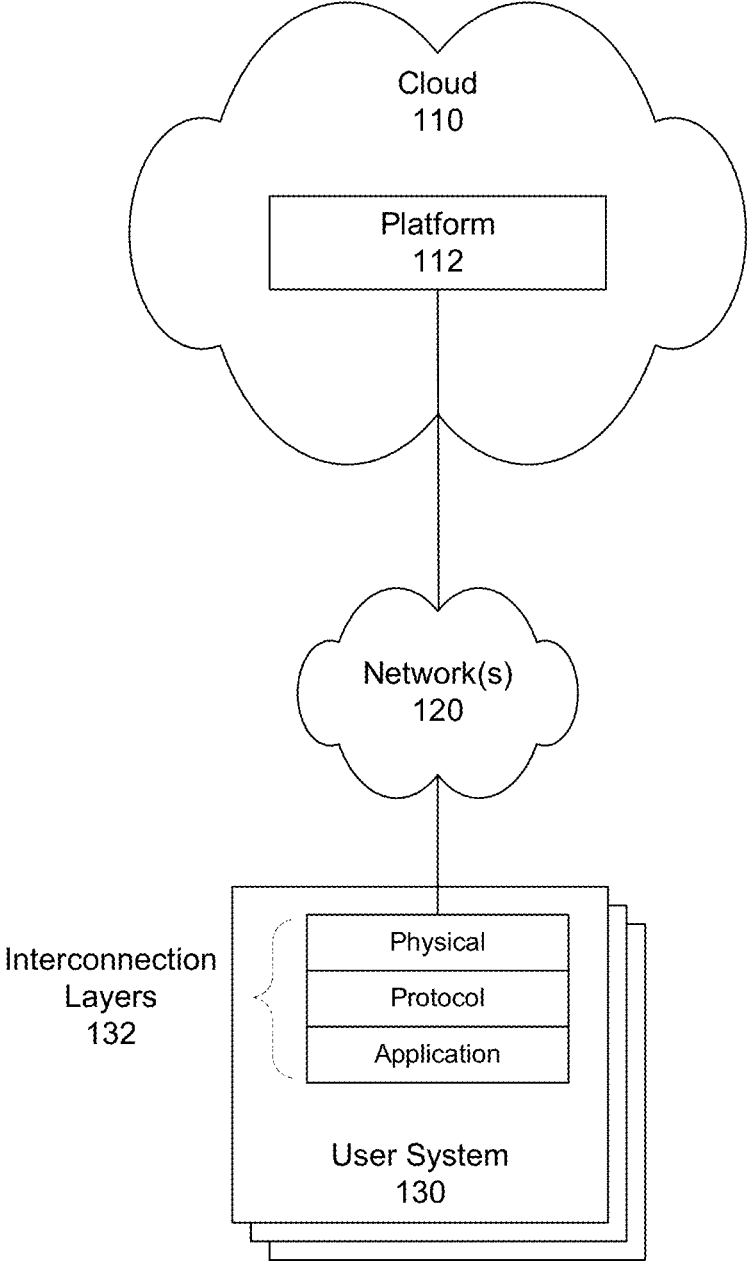 Cloud
110
Platform
112
Network(s)
120
Interconnection
Layers
132
Physical
Protocol
Application
User System
130